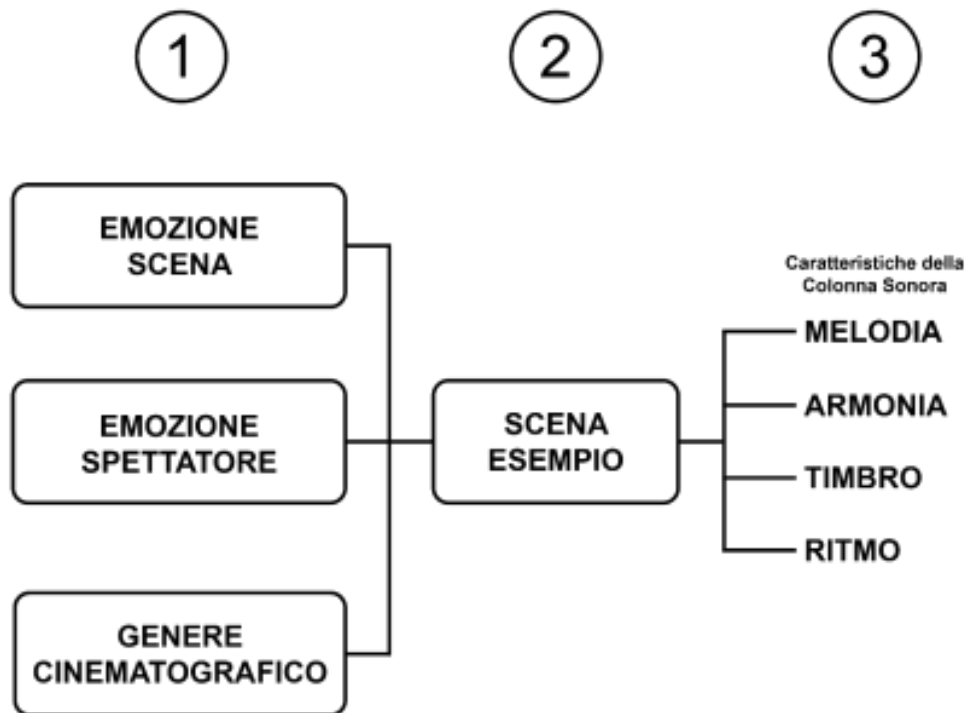 1
2
3
EMOZIONE
SCENA
EMOZIONE
SPETTATORE
GENERE
CINEMATOGRAFICO
SCENA
ESEMPIO
Caratteristiche della
Colonna Sonora
MELODIA
ARMONIA
TIMBRO
RITMO